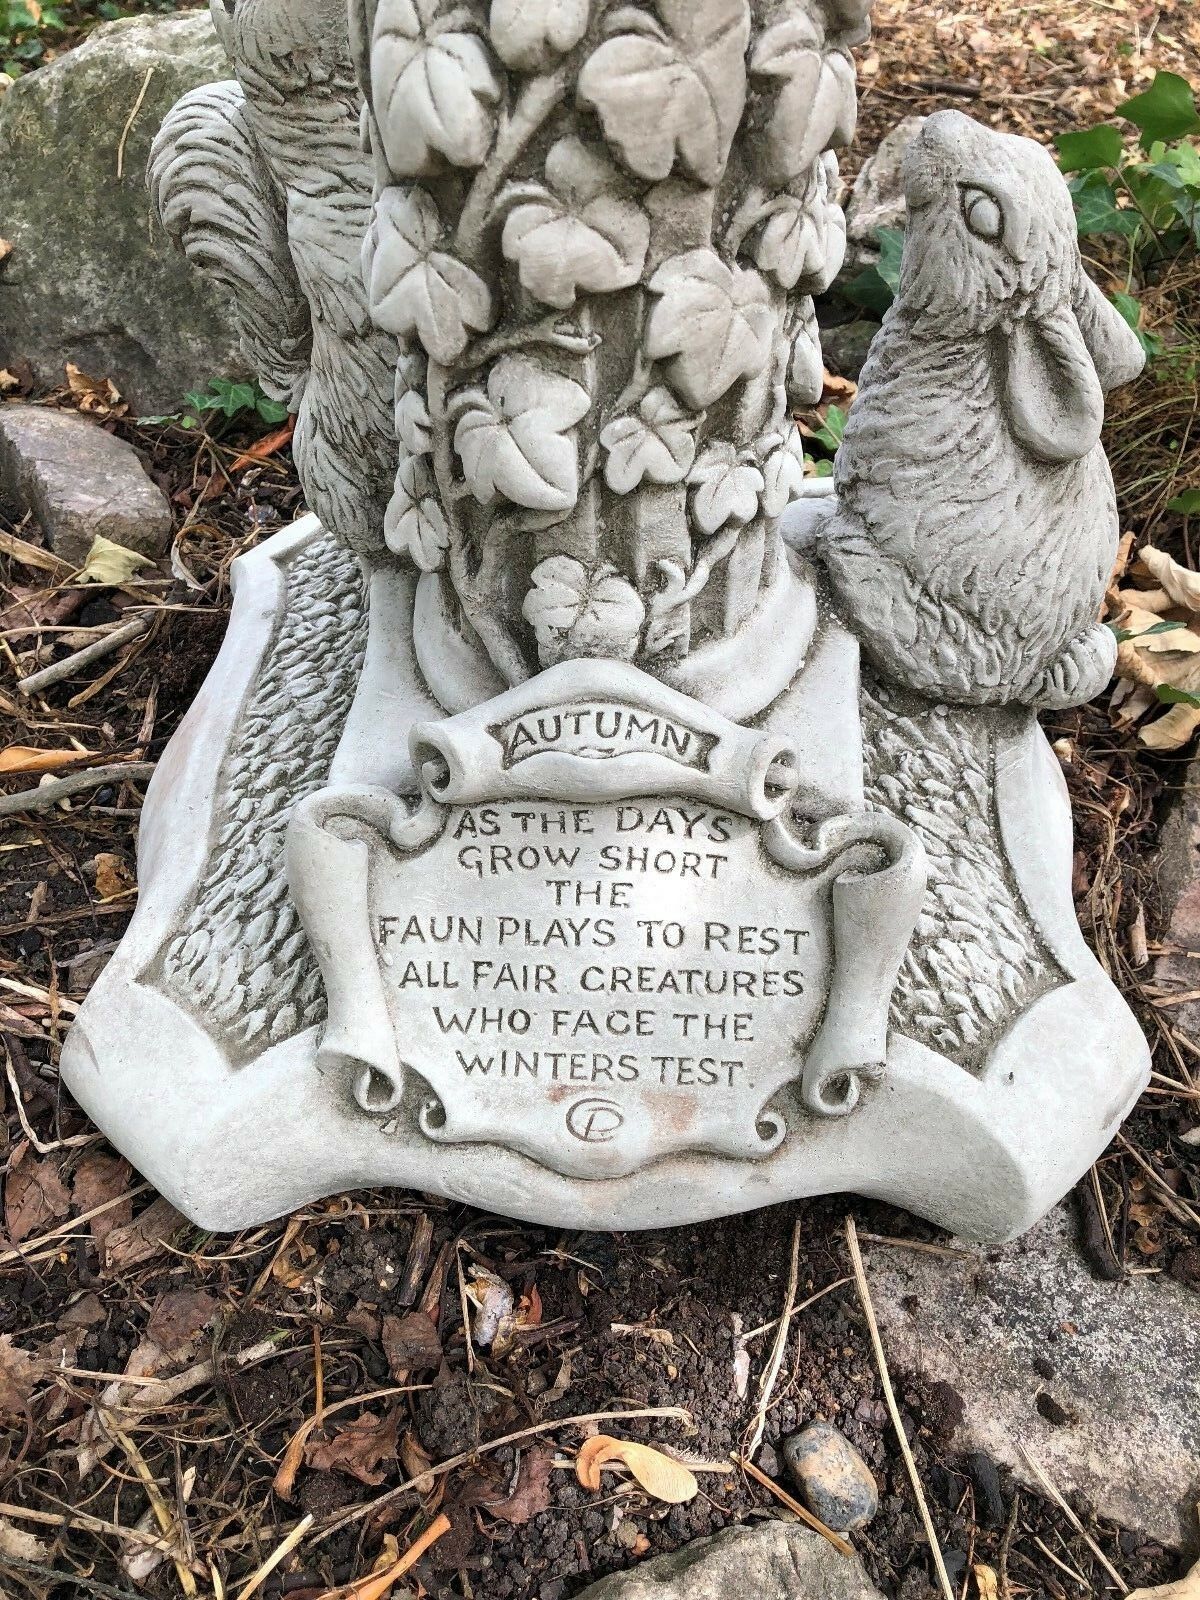 AUTUMN
AS THE DAYS
GROW SHORT
THE
FAUN PLAYS TO REST
ALL FAIR CREATURES
WHO FACE THE
WINTERS TEST.